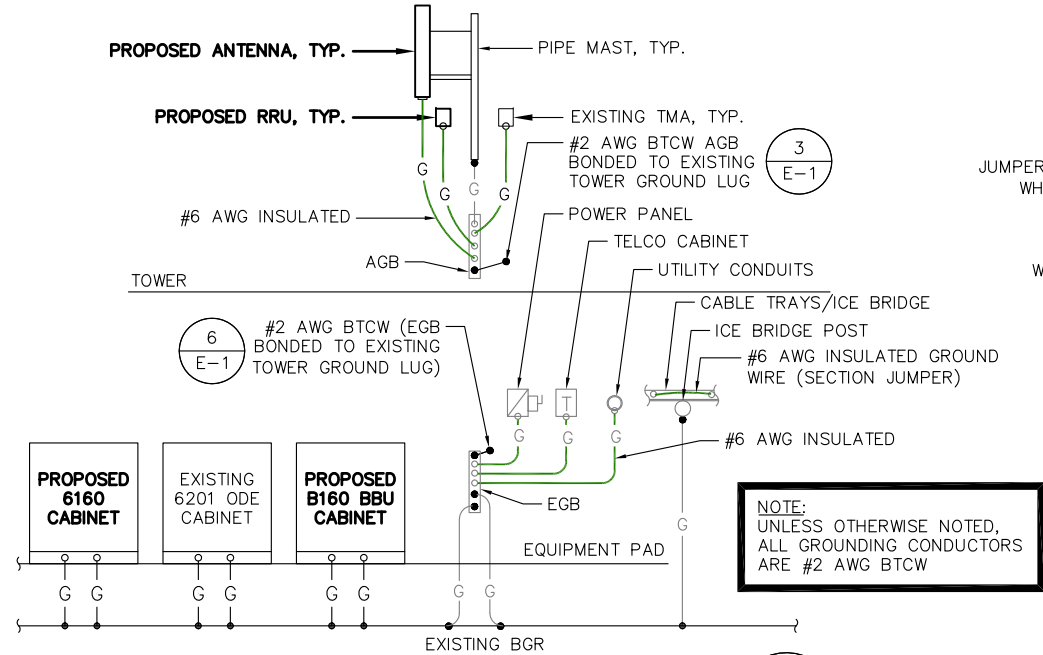 PROPOSED ANTENNA, TYP.
PIPE MAST, TYP.
PROPOSED RRU, TYP.
EXISTING TMA, TYP.
#2 AWG BTCW AGB
BONDED TO EXISTING
TOWER GROUND LUG
3
E-1
JUMPER
WH
W
G
G
G
G
#6 AWG INSULATED
AGB
POWER PANEL
TELCO CABINET
UTILITY CONDUITS
TOWER
CABLE TRAYS/ICE BRIDGE
ICE BRIDGE POST
#6 AWG INSULATED GROUND
WIRE (SECTION JUMPER)
6
E-1
#2 AWG BTCW (EGB
BONDED TO EXISTING
TOWER GROUND LUG)
T
G
G
G
#6 AWG INSULATED
EGB
PROPOSED
6160
CABINET
EXISTING
6201 ODE
CABINET
PROPOSED
B160 BBU
CABINET
NOTE:
UNLESS OTHERWISE NOTED,
ALL GROUNDING CONDUCTORS
ARE #2 AWG BTCW
G
EQUIPMENT PAD
G
G
G
G
G
G
G
G
EXISTING BGR